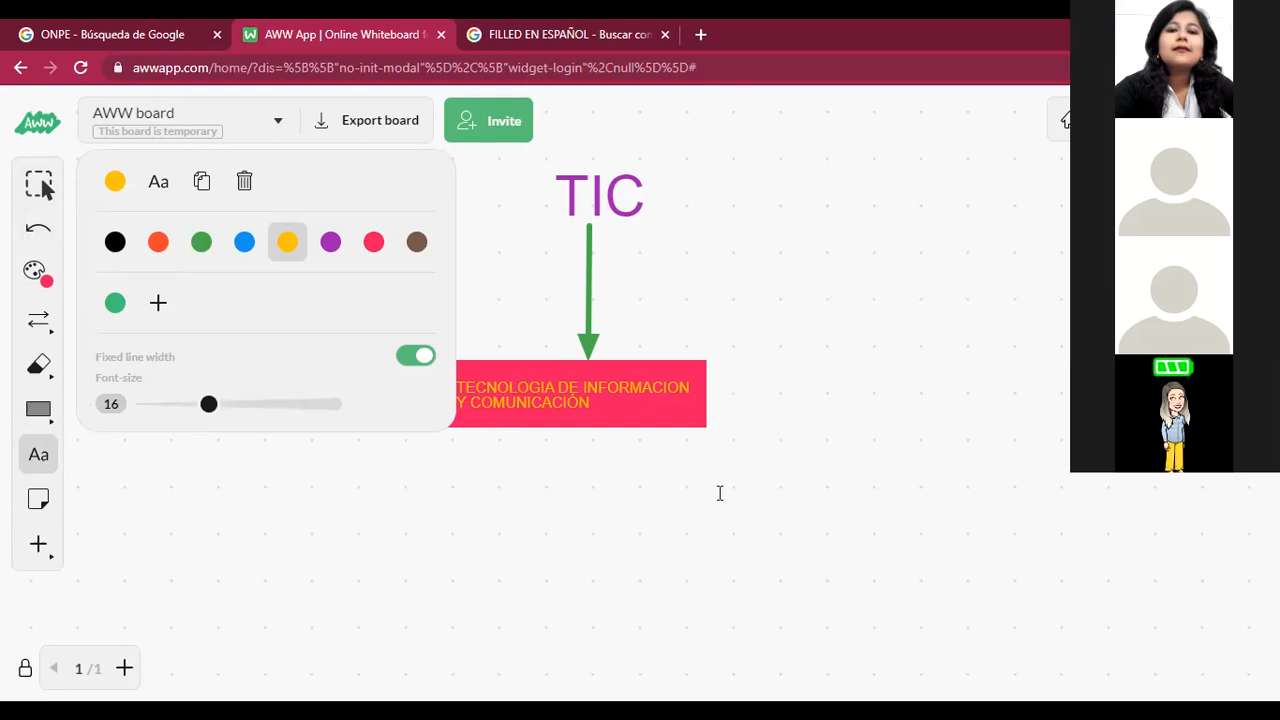 ONPE - Búsqueda de Google
AWW App | Online Whiteboard f
FILLED EN ESPAÑOL - Buscar con
awwapp.com/home/?dis=%5B%5B"no-init-modal"%5D%2C%5B"widget-login"%2Cnull%5D%5D#
AWW
AWW board
This board is temporary
Export board
Invite
Aa
TIC
Fixed line width
Font-size
16
TECNOLOGIA DE INFORMACION
Y COMUNICACIÓN
Aa
1 /1